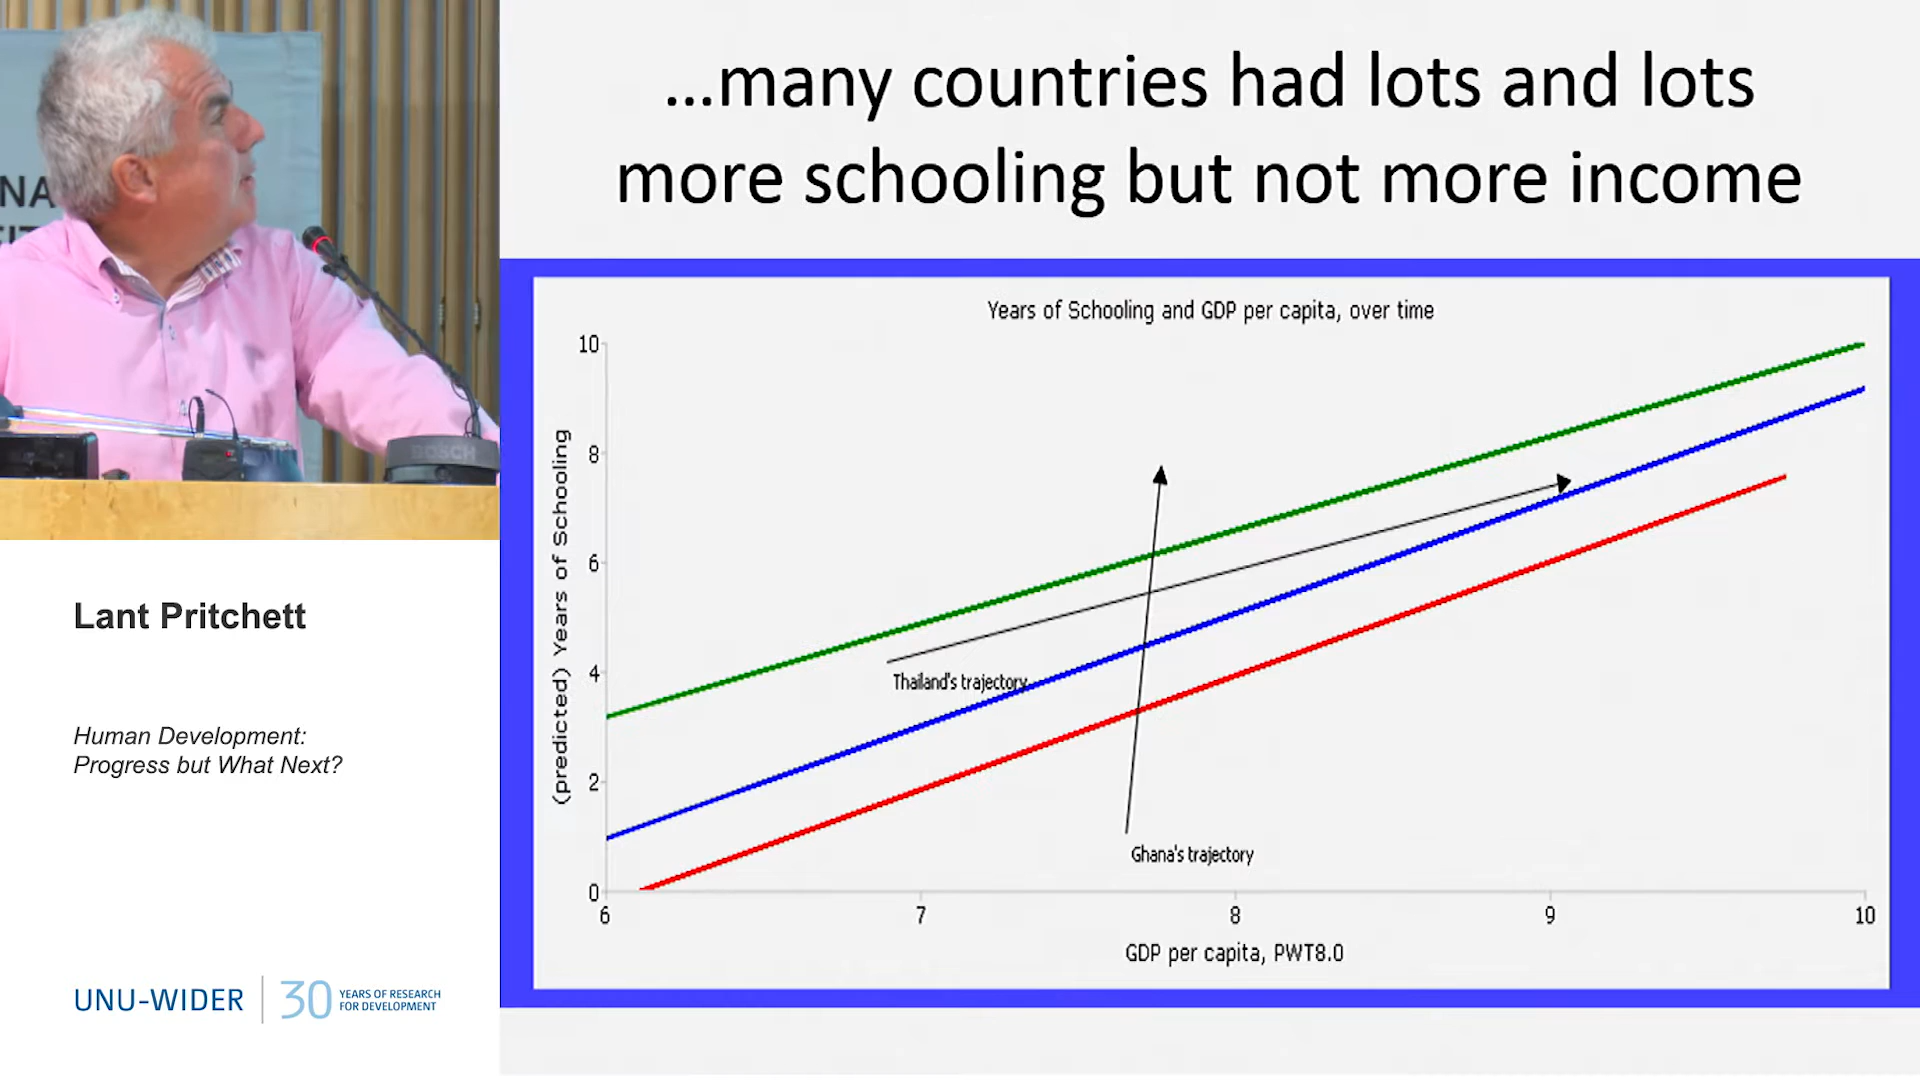 ...many countries had lots and lots
more schooling but not more income
NA
BOSCH
Lant Pritchett
Human Development:
Progress but What Next?
UNU-WIDER
30
YEARS OF RESEARCH
FOR DEVELOPMENT
Years of Schooling and GDP per capita, over time
(predicted) Years of Schooling
10
8
6
4
2
0
Thailand's trajectory
Ghana's trajectory
6 7 8 9 10
GDP per capita, PWT8.0